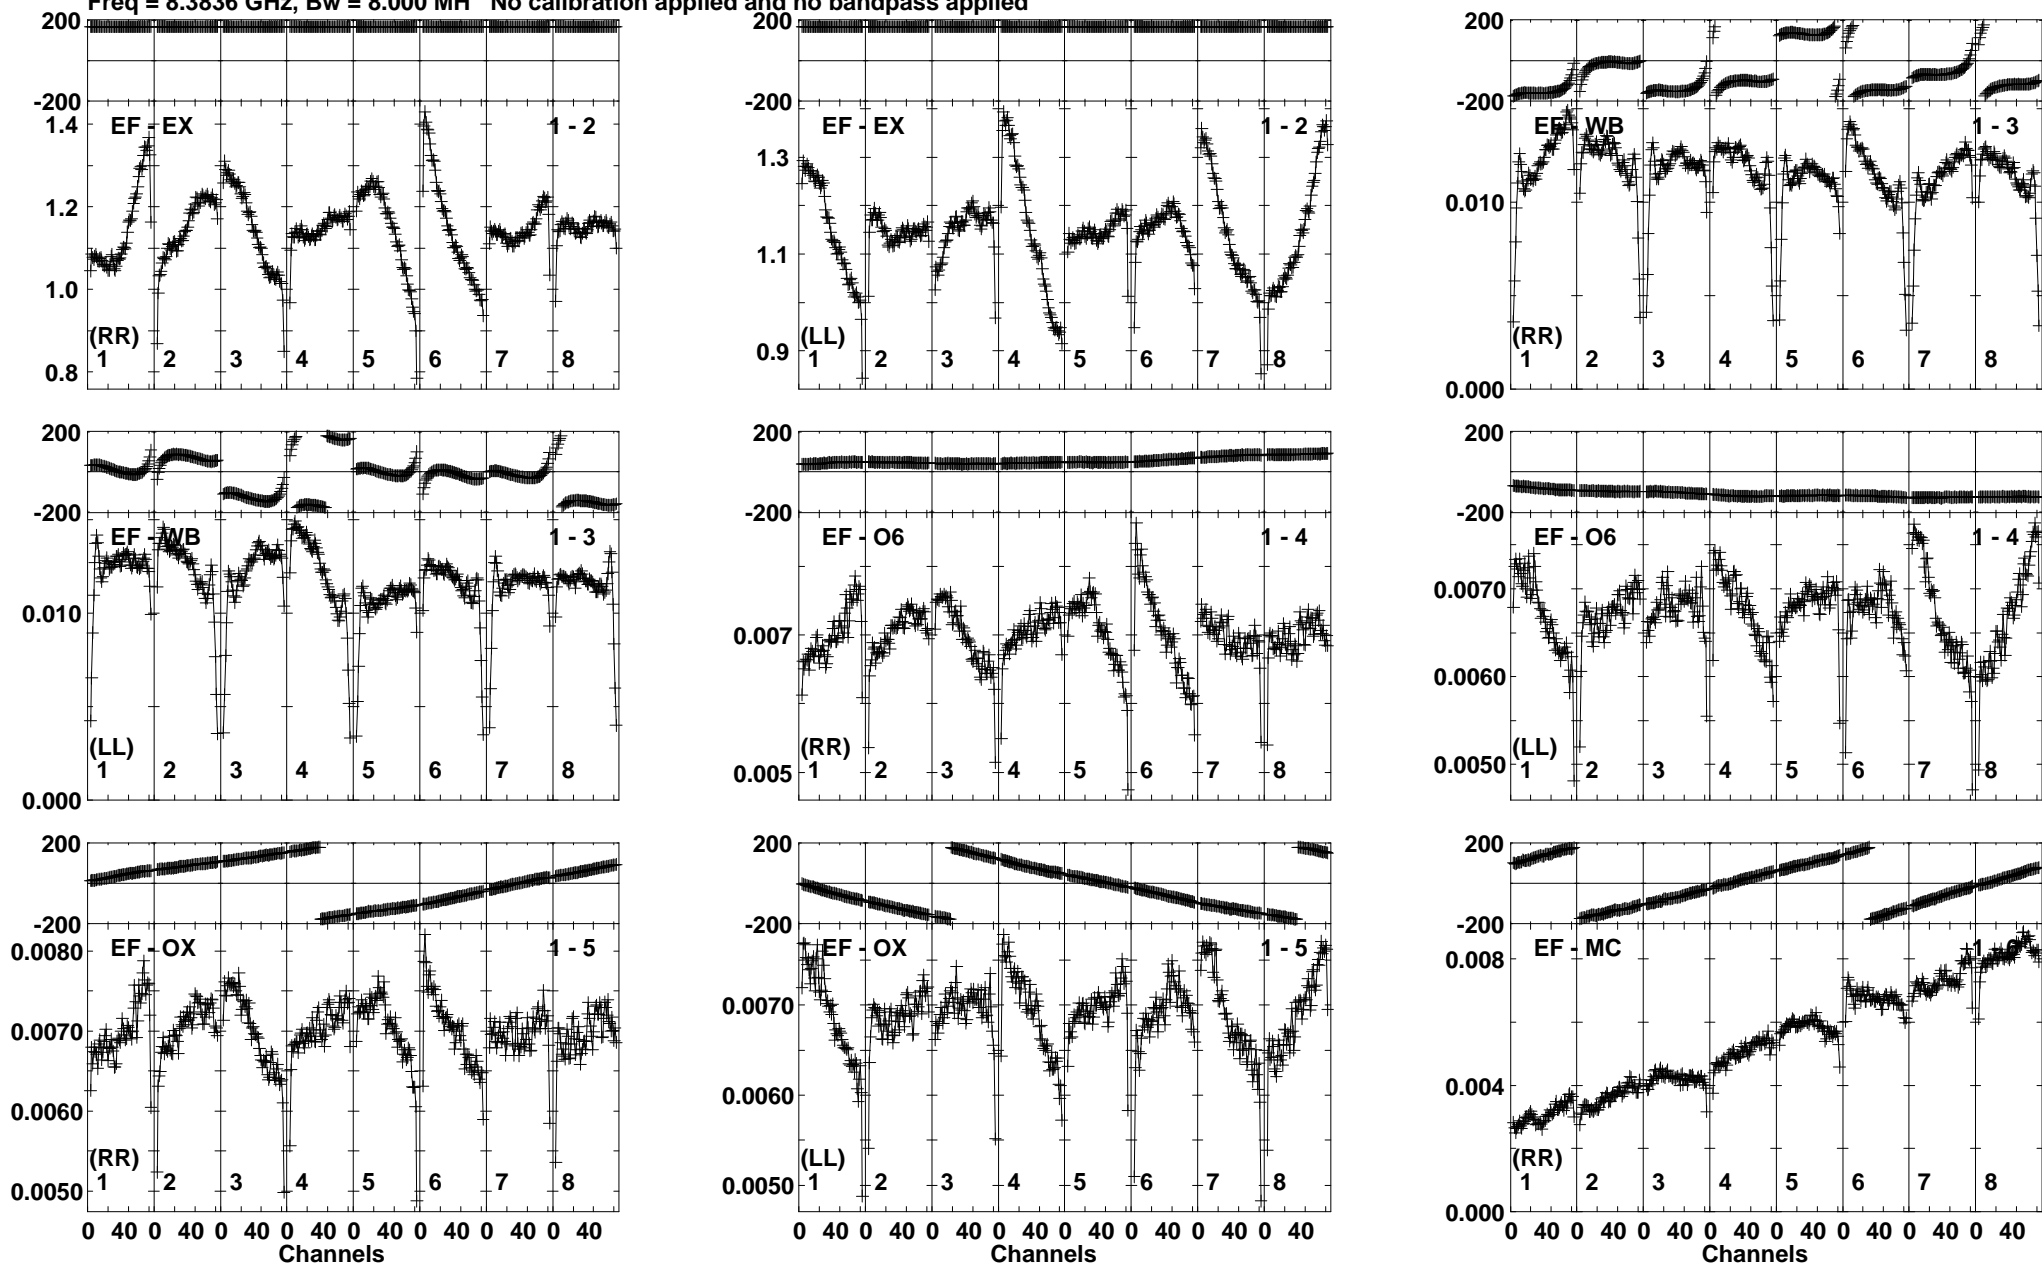 Freq = 8.3836 GHz, Bw = 8.000 MH No calibration applied and no bandpass applied
200
-200
EF - EX 1 - 2
1.4
1.2
1.0
0.8
(RR)
1 2 3 4 5 6 7 8
200
-200
EF - EX 1 - 2
1.3
1.1
0.9
(LL)
1 2 3 4 5 6 7 8
200
-200
EF - WB 1 - 3
0.010
0.000
(RR)
1 2 3 4 5 6 7 8
200
-200
EF - WB 1 - 3
0.010
0.000
(LL)
1 2 3 4 5 6 7 8
200
-200
EF - O6 1 - 4
0.007
0.005
(RR)
1 2 3 4 5 6 7 8
200
-200
EF - O6 1 - 4
0.0070
0.0060
0.0050
(LL)
1 2 3 4 5 6 7 8
200
-200
EF - OX 1 - 5
0.0080
0.0070
0.0060
0.0050
(RR)
1 2 3 4 5 6 7 8
0 40 0 40 0 40 0 40 0 40 0 40 0 40 0 40
Channels
200
-200
EF - OX 1 - 5
0.0070
0.0060
0.0050
(LL)
1 2 3 4 5 6 7 8
0 40 0 40 0 40 0 40 0 40 0 40 0 40 0 40
Channels
200
-200
EF - MC 1 - 6
0.008
0.004
0.000
(RR)
1 2 3 4 5 6 7 8
0 40 0 40 0 40 0 40 0 40 0 40 0 40 0 40
Channels